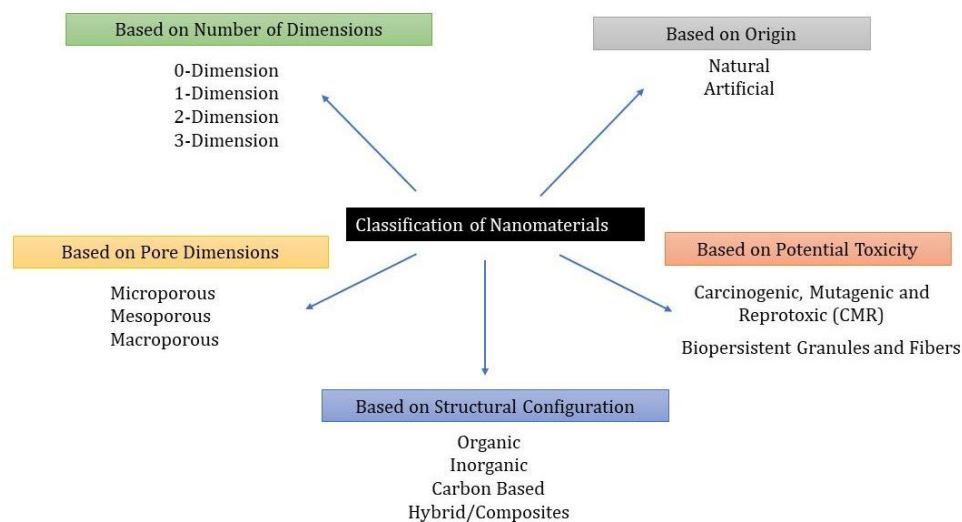 Based on Number of Dimensions
0-Dimension
1-Dimension
2-Dimension
3-Dimension
Based on Origin
Natural
Artificial
Classification of Nanomaterials
Based on Pore Dimensions
Microporous
Mesoporous
Macroporous
Based on Potential Toxicity
Carcinogenic, Mutagenic and
Reprotoxic (CMR)
Biopersistent Granules and Fibers
Based on Structural Configuration
Organic
Inorganic
Carbon Based
Hybrid/Composites